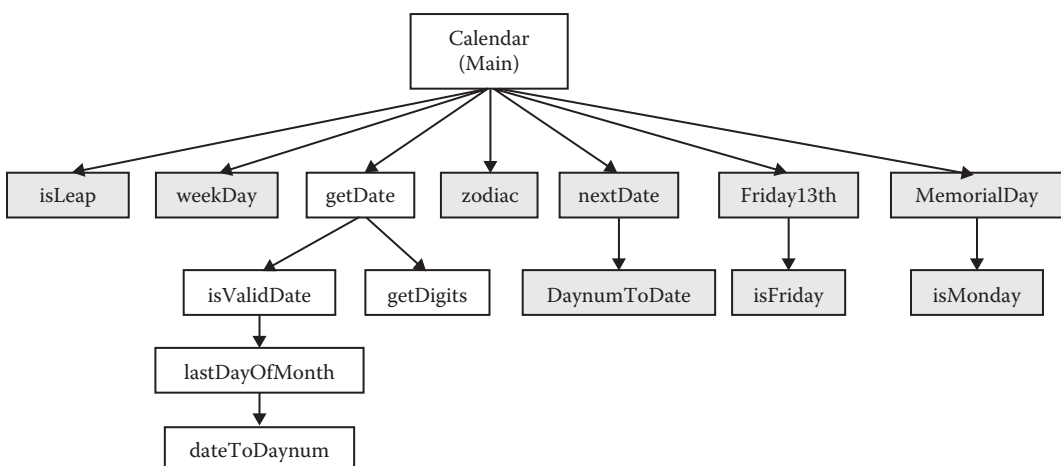 Calendar
(Main)
isLeap
weekDay
getDate
zodiac
nextDate
Friday13th
MemorialDay
isValidDate
getDigits
DaynumToDate
isFriday
isMonday
lastDayOfMonth
dateToDaynum